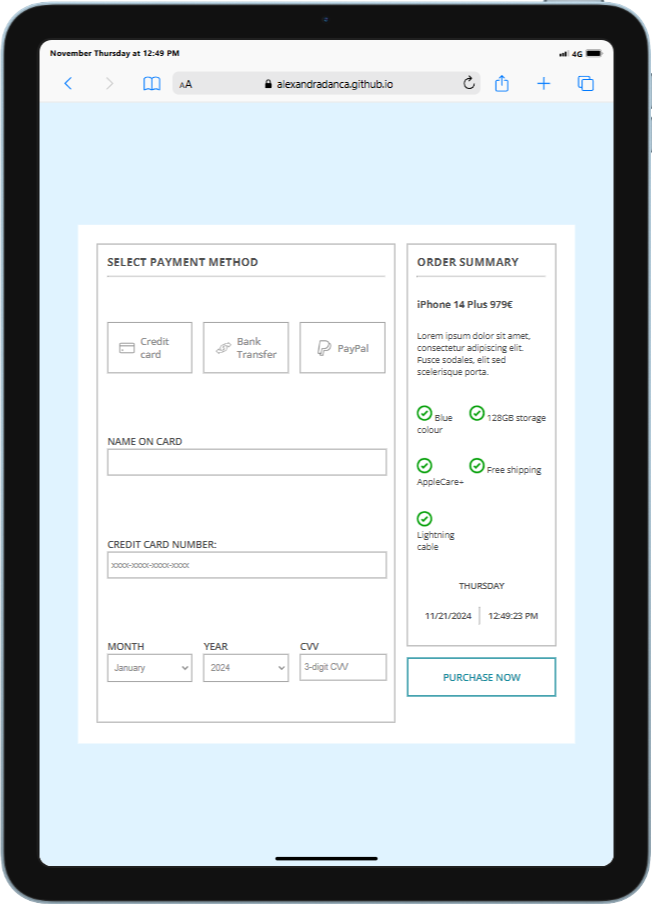 November Thursday at 12:49 PM
4G
AA
alexandradanca.github.io
SELECT PAYMENT METHOD
Credit
card
Bank
Transfer
PayPal
NAME ON CARD
CREDIT CARD NUMBER:
xxxx-xxxx-xxxx-xxxx
MONTH
YEAR
CVV
January
2024
3-digit CVV
ORDER SUMMARY
iPhone 14 Plus 979€
Lorem ipsum dolor sit amet,
consectetur adipiscing elit.
Fusce sodales, elit sed
scelerisque porta.
Blue
colour
128GB storage
AppleCare+
Free shipping
Lightning
cable
THURSDAY
11/21/2024
12:49:23 PM
PURCHASE NOW